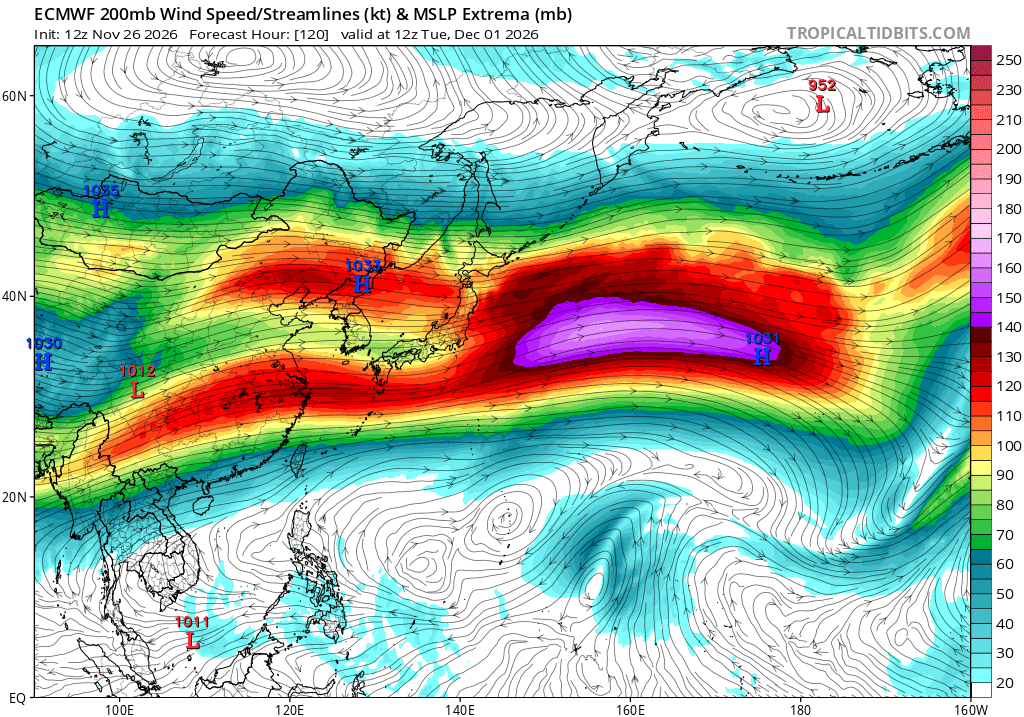 ECMWF 200mb Wind Speed/Streamlines (kt) & MSLP Extrema (mb)
Init: 12z Nov 26 2026   Forecast Hour: [120]   valid at 12z Tue, Dec 01 2026
TROPICALTIDBITS.COM
60N
40N
20N
EQ
952
L
1035
H
1033
H
1030
H
1012
L
1031
H
1011
L
250
230
220
210
200
190
180
170
160
150
140
130
120
110
100
90
80
70
60
50
40
30
20
100E
120E
140E
160E
180
160W